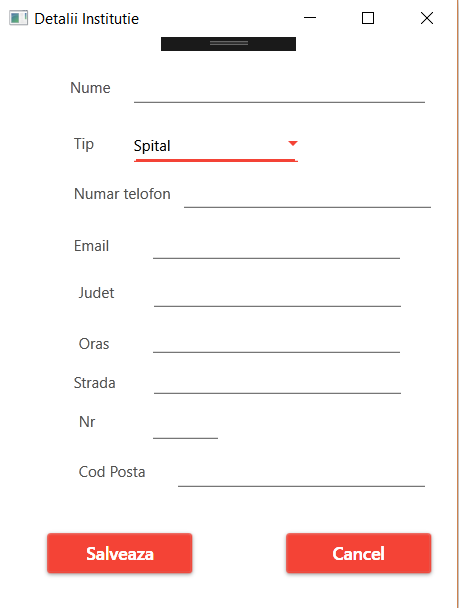 Detalii Institutie
Nume
Tip
Spital
Numar telofon
Email
Judet
Oras
Strada
Nr
Cod Posta
Salveaza
Cancel